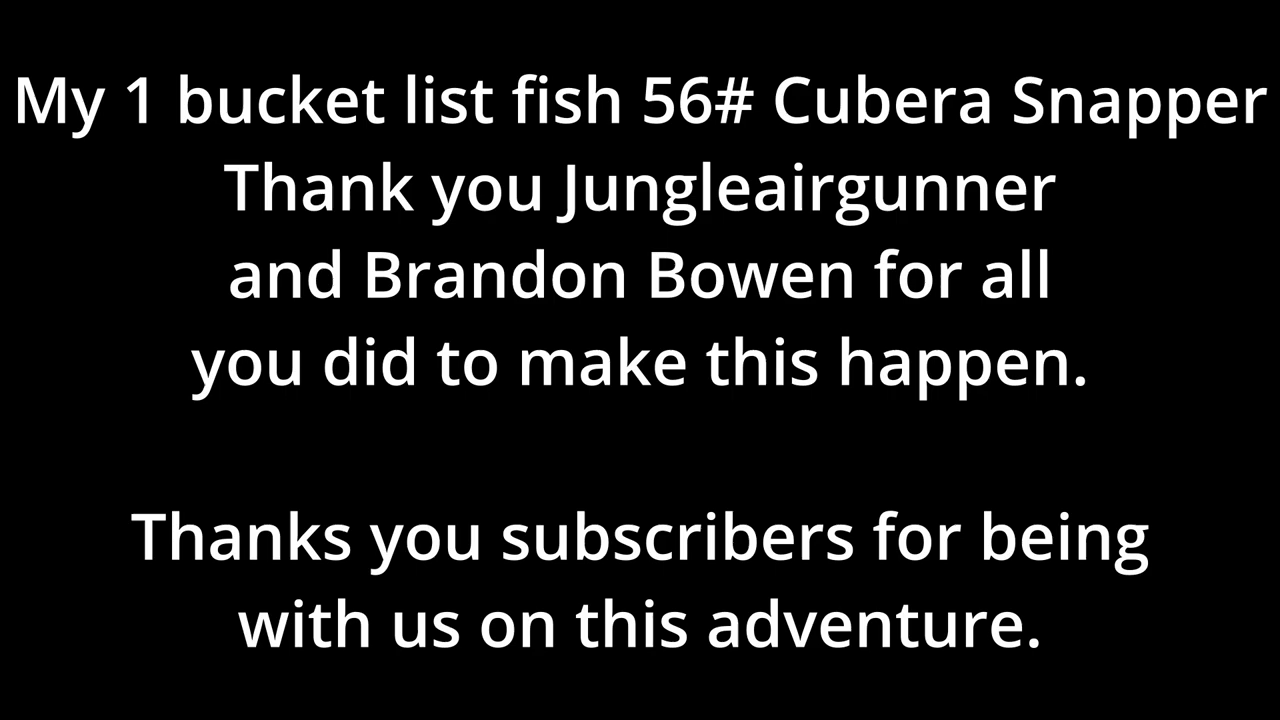 My 1 bucket list fish 56# Cubera Snapper
Thank you Jungleairgunner
and Brandon Bowen for all
you did to make this happen.
Thanks you subscribers for being
with us on this adventure.